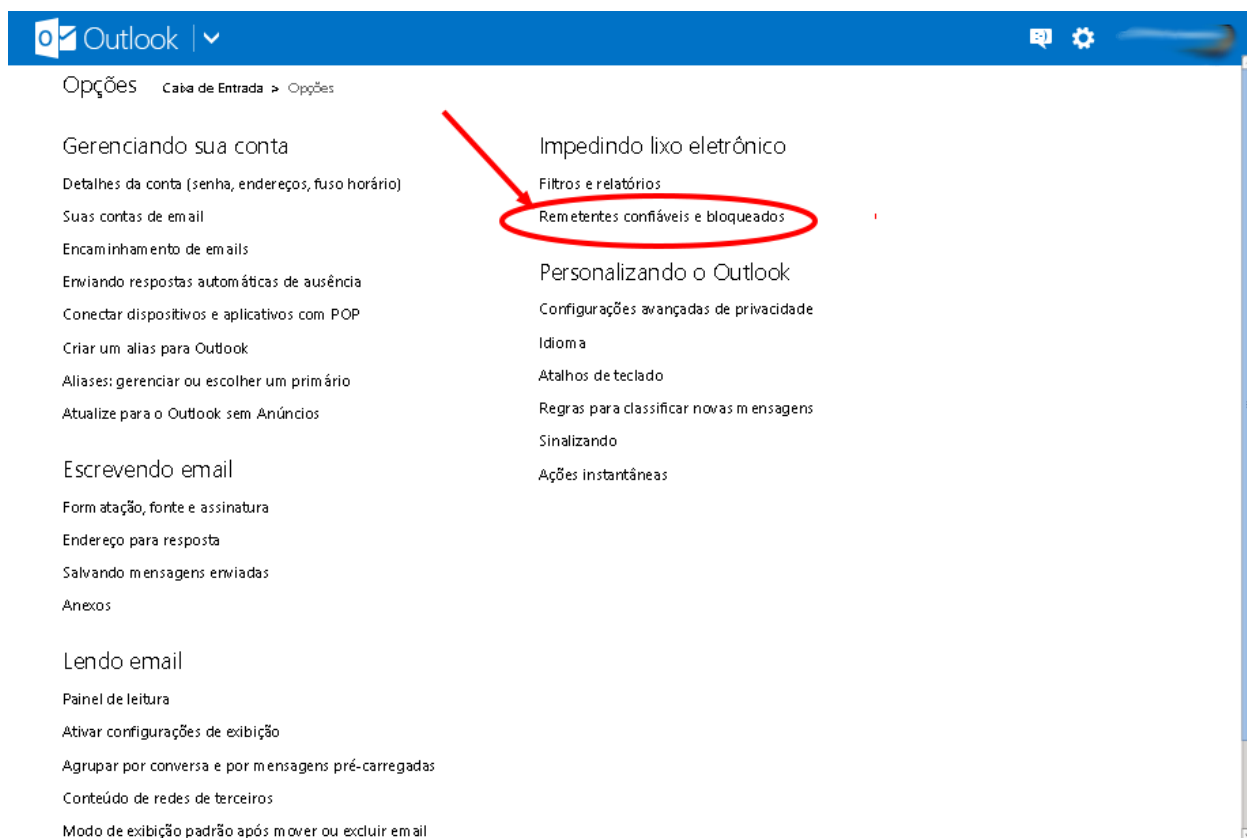 Outlook
Opções Caixa de Entrada > Opções
Gerenciando sua conta
Detalhes da conta (senha, endereços, fuso horário)
Suas contas de email
Encaminhamento de emails
Enviando respostas automáticas de ausência
Conectar dispositivos e aplicativos com POP
Criar um alias para Outlook
Aliases: gerenciar ou escolher um primário
Atualize para o Outlook sem Anúncios
Escrevendo email
Formatação, fonte e assinatura
Endereço para resposta
Salvando mensagens enviadas
Anexos
Lendo email
Painel de leitura
Ativar configurações de exibição
Agrupar por conversa e por mensagens pré-carregadas
Conteúdo de redes de terceiros
Modo de exibição padrão após mover ou excluir email
Impedindo lixo eletrônico
Filtros e relatórios
Remetentes confiáveis e bloqueados
Personalizando o Outlook
Configurações avançadas de privacidade
Idioma
Atalhos de teclado
Regras para classificar novas mensagens
Sinalizando
Ações instantâneas